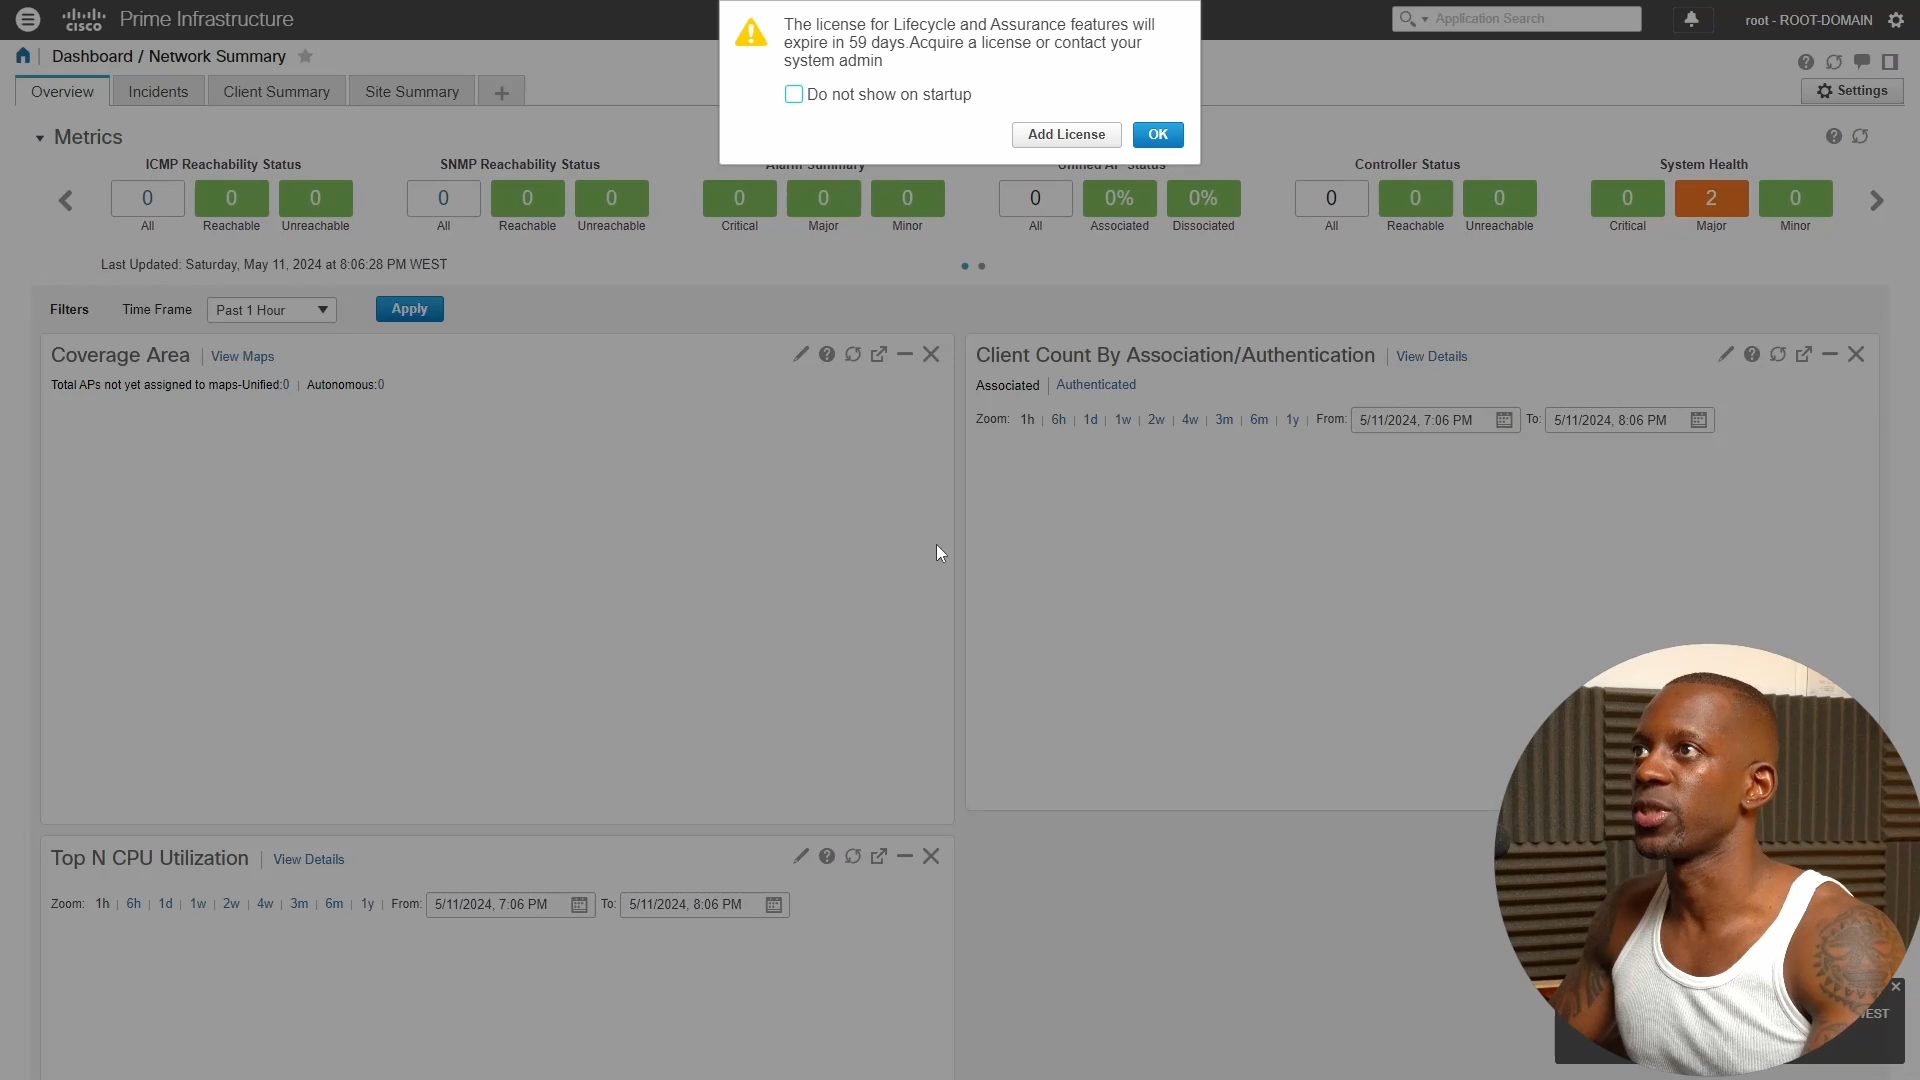 cisco Prime Infrastructure
Application Search
root - ROOT-DOMAIN
The license for Lifecycle and Assurance features will
expire in 59 days.Acquire a license or contact your
system admin
Do not show on startup
Add License OK
Dashboard / Network Summary
Overview Incidents Client Summary Site Summary
Settings
Metrics
ICMP Reachability Status SNMP Reachability Status Alarm Summary Unified AP Status Controller Status System Health
0 0 0 0 0 0 0 0 0 0 0% 0% 0 0 0 0 2 0
All Reachable Unreachable All Reachable Unreachable Critical Major Minor All Associated Dissociated All Reachable Unreachable Critical Major Minor
Last Updated: Saturday, May 11, 2024 at 8:06:28 PM WEST
Filters Time Frame Past 1 Hour Apply
Coverage Area | View Maps
Total APs not yet assigned to maps-Unified:0 | Autonomous:0
Client Count By Association/Authentication | View Details
Associated | Authenticated
Zoom: 1h | 6h | 1d | 1w | 2w | 4w | 3m | 6m | 1y | From: 5/11/2024, 7:06 PM To: 5/11/2024, 8:06 PM
Top N CPU Utilization | View Details
Zoom: 1h | 6h | 1d | 1w | 2w | 4w | 3m | 6m | 1y | From: 5/11/2024, 7:06 PM To: 5/11/2024, 8:06 PM